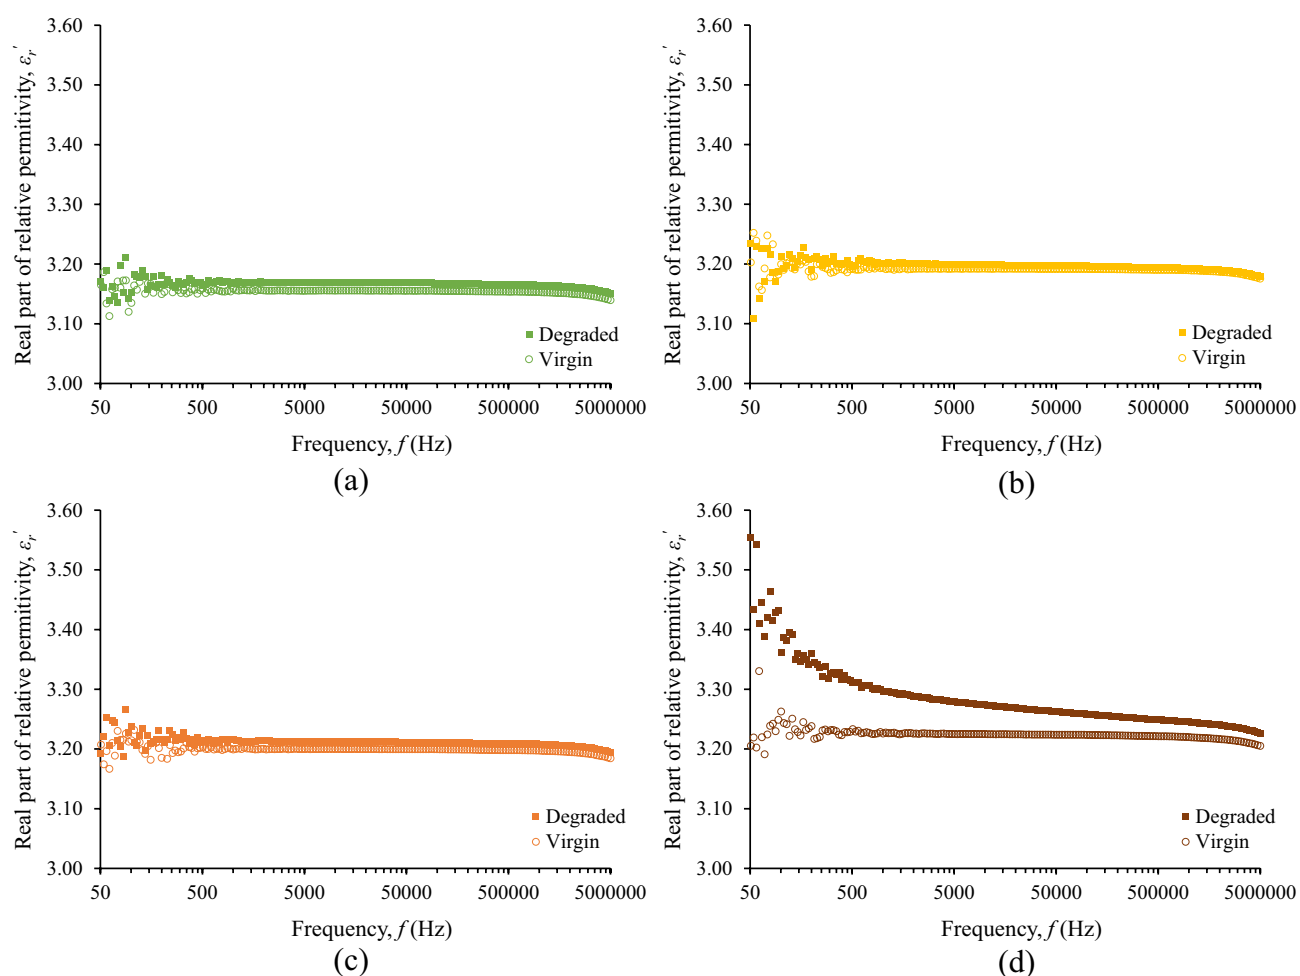 Real part of relative permitivity, εr′
3.60
3.50
3.40
3.30
3.20
3.10
3.00
Degraded
Virgin
50
500
5000
50000
500000
5000000
Frequency, f (Hz)
(a)
Real part of relative permitivity, εr′
3.60
3.50
3.40
3.30
3.20
3.10
3.00
Degraded
Virgin
50
500
5000
50000
500000
5000000
Frequency, f (Hz)
(b)
Real part of relative permitivity, εr′
3.60
3.50
3.40
3.30
3.20
3.10
3.00
Degraded
Virgin
50
500
5000
50000
500000
5000000
Frequency, f (Hz)
(c)
Real part of relative permitivity, εr′
3.60
3.50
3.40
3.30
3.20
3.10
3.00
Degraded
Virgin
50
500
5000
50000
500000
5000000
Frequency, f (Hz)
(d)